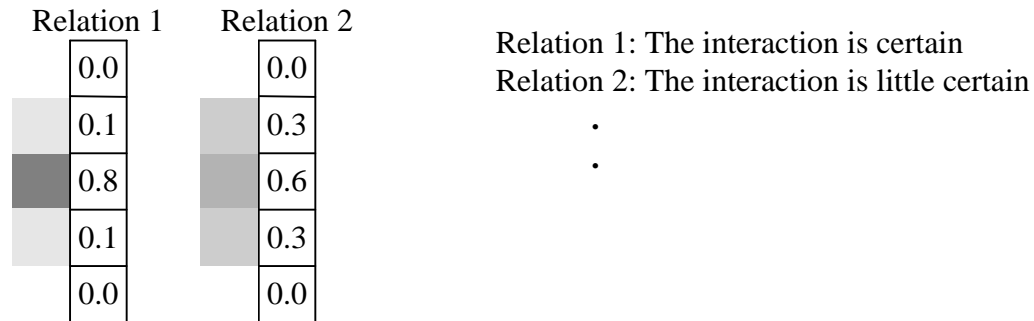 Relation 1 Relation 2
0.0 0.0
0.1 0.3
0.8 0.6
0.1 0.3
0.0 0.0
Relation 1: The interaction is certain
Relation 2: The interaction is little certain
.
.